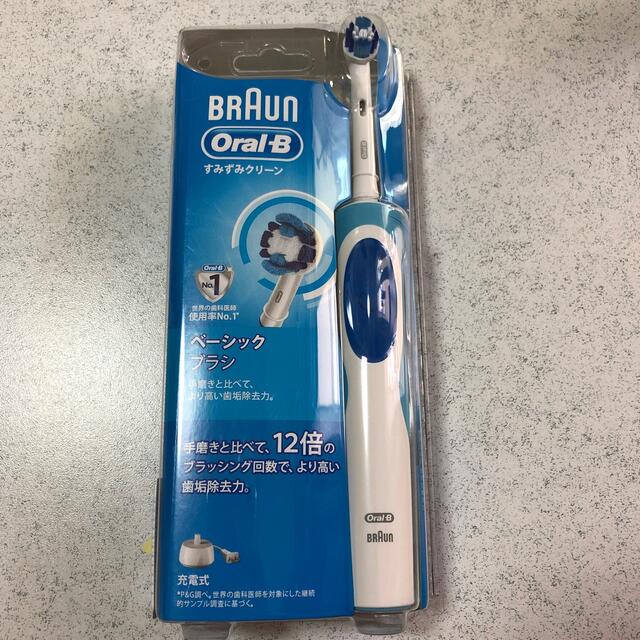 BRAUN
Oral-B
すみずみクリーン
Oral-B
No.1
世界の歯科医師
使用率No.1*
ベーシック
ブラシ
手磨きと比べて、
より高い歯垢除去力。
手磨きと比べて、12倍の
ブラッシング回数で、より高い
歯垢除去力。
充電式
*P&G調べ。世界の歯科医師を対象にした継続
的サンプル調査に基づく。
Oral-B
BRAUN